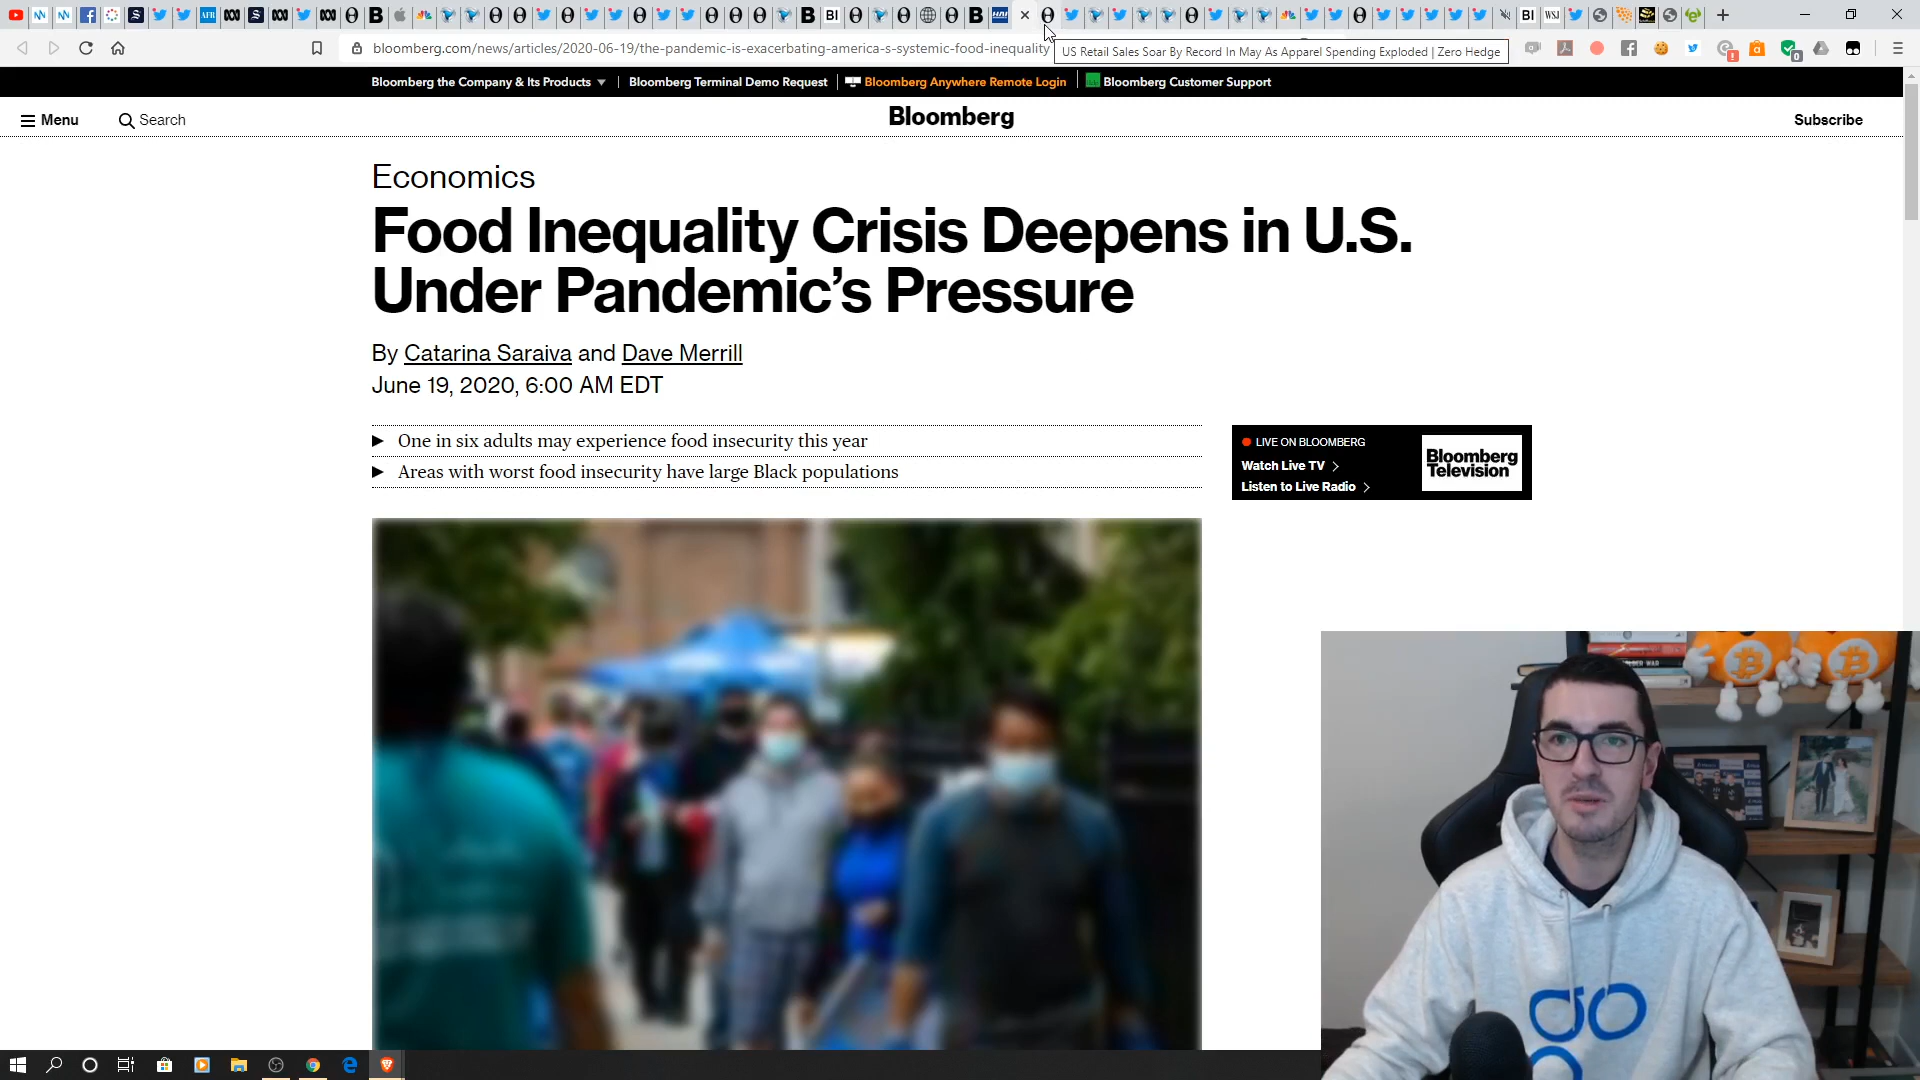 bloomberg.com/news/articles/2020-06-19/the-pandemic-is-exacerbating-america-s-systemic-food-inequality
US Retail Sales Soar By Record In May As Apparel Spending Exploded | Zero Hedge
Bloomberg the Company & Its Products
Bloomberg Terminal Demo Request
Bloomberg Anywhere Remote Login
Bloomberg Customer Support
Menu
Search
Bloomberg
Subscribe
Economics
Food Inequality Crisis Deepens in U.S.
Under Pandemic’s Pressure
By Catarina Saraiva and Dave Merrill
June 19, 2020, 6:00 AM EDT
One in six adults may experience food insecurity this year
Areas with worst food insecurity have large Black populations
LIVE ON BLOOMBERG
Watch Live TV
Listen to Live Radio
Bloomberg
Television